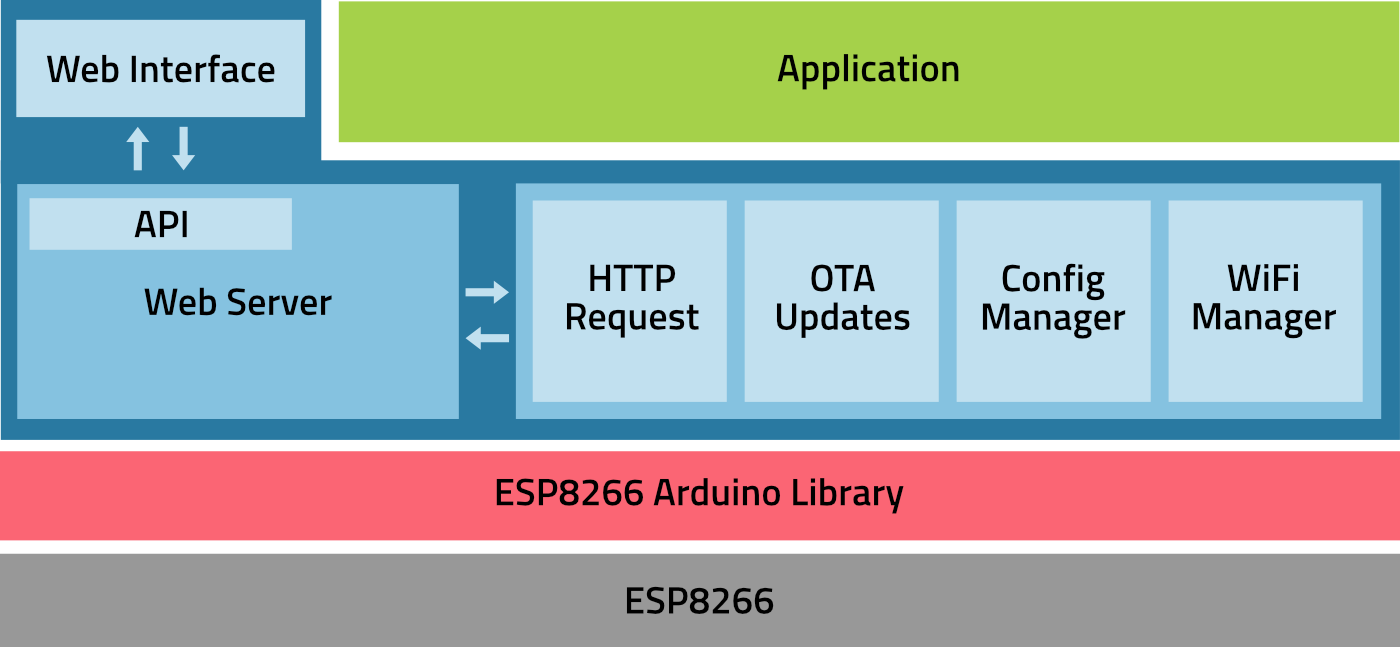 Web Interface
Application
API
Web Server
HTTP
Request
OTA
Updates
Config
Manager
WiFi
Manager
ESP8266 Arduino Library
ESP8266